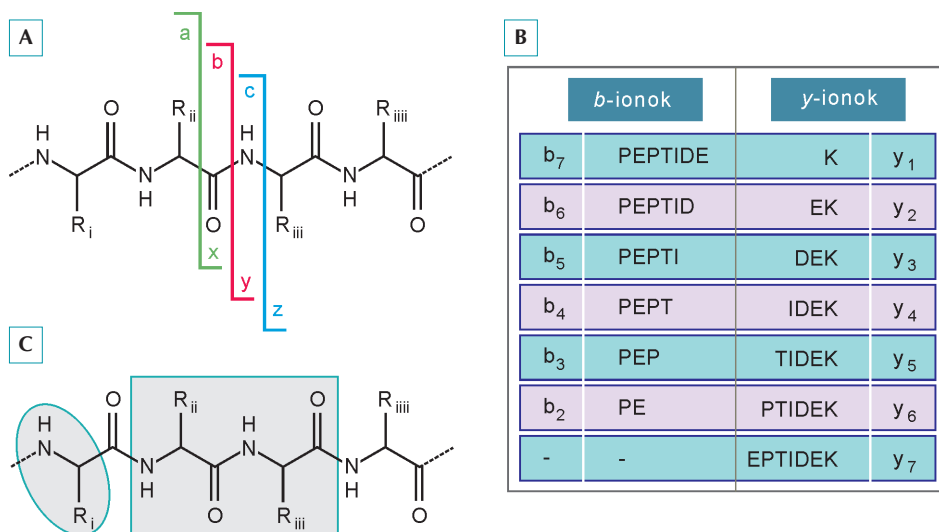 A
a
b
c
H
N
O
N
H
R ii
O
H
N
R iii
O
N
H
R iiii
O
R i
x
y
z
B
b-ionok y-ionok
b7 PEPTIDE K y1
b6 PEPTID EK y2
b5 PEPTI DEK y3
b4 PEPT IDEK y4
b3 PEP TIDEK y5
b2 PE PTIDEK y6
- - EPTIDEK y7
C
H
N
O
N
H
R ii
O
H
N
R iii
O
N
H
R iiii
O
R i